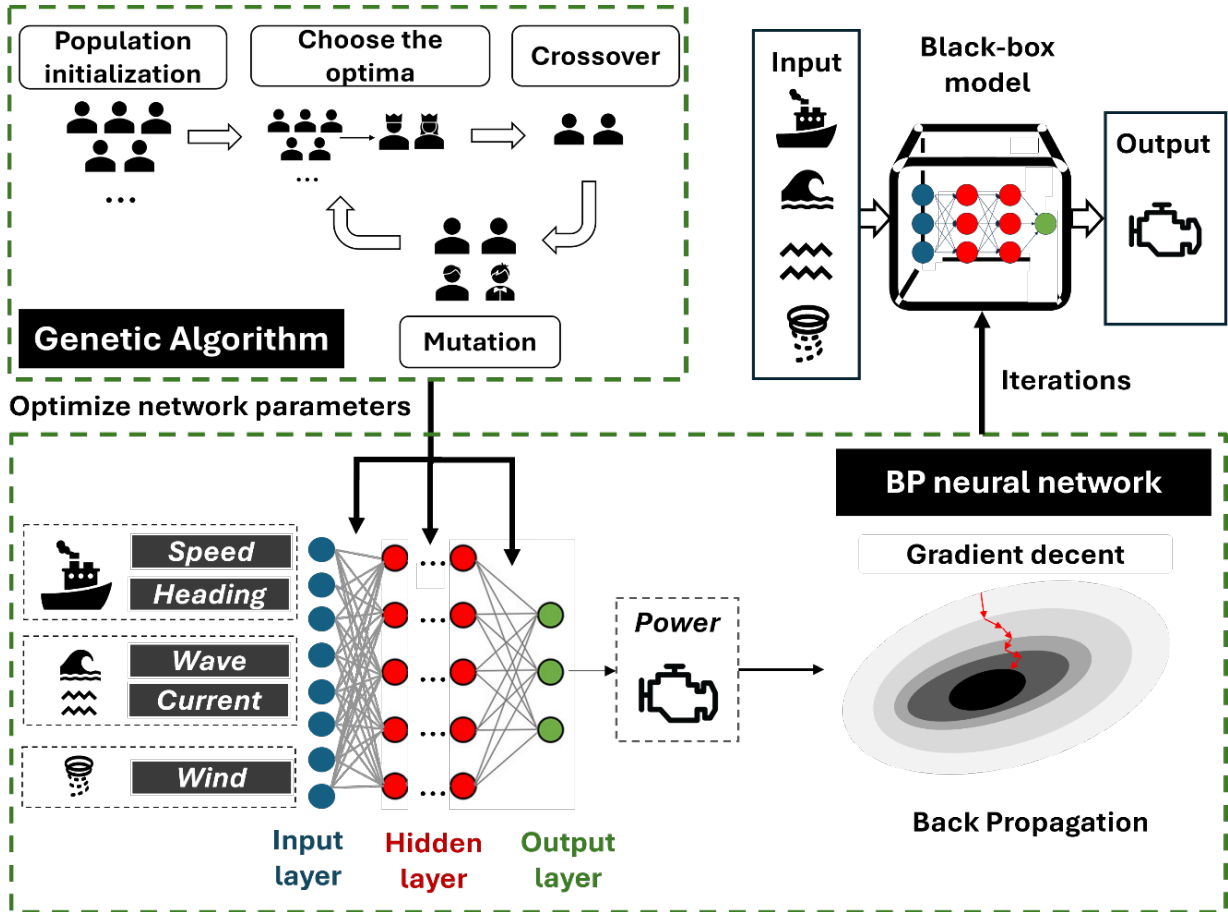 Population
initialization
Choose the
optima
Crossover
...
...
Mutation
Genetic Algorithm
Input
Black-box
model
Output
Iterations
Optimize network parameters
BP neural network
Speed
Heading
Wave
Current
Wind
...
...
...
...
...
Input
layer
Hidden
layer
Output
layer
Power
Gradient decent
Back Propagation